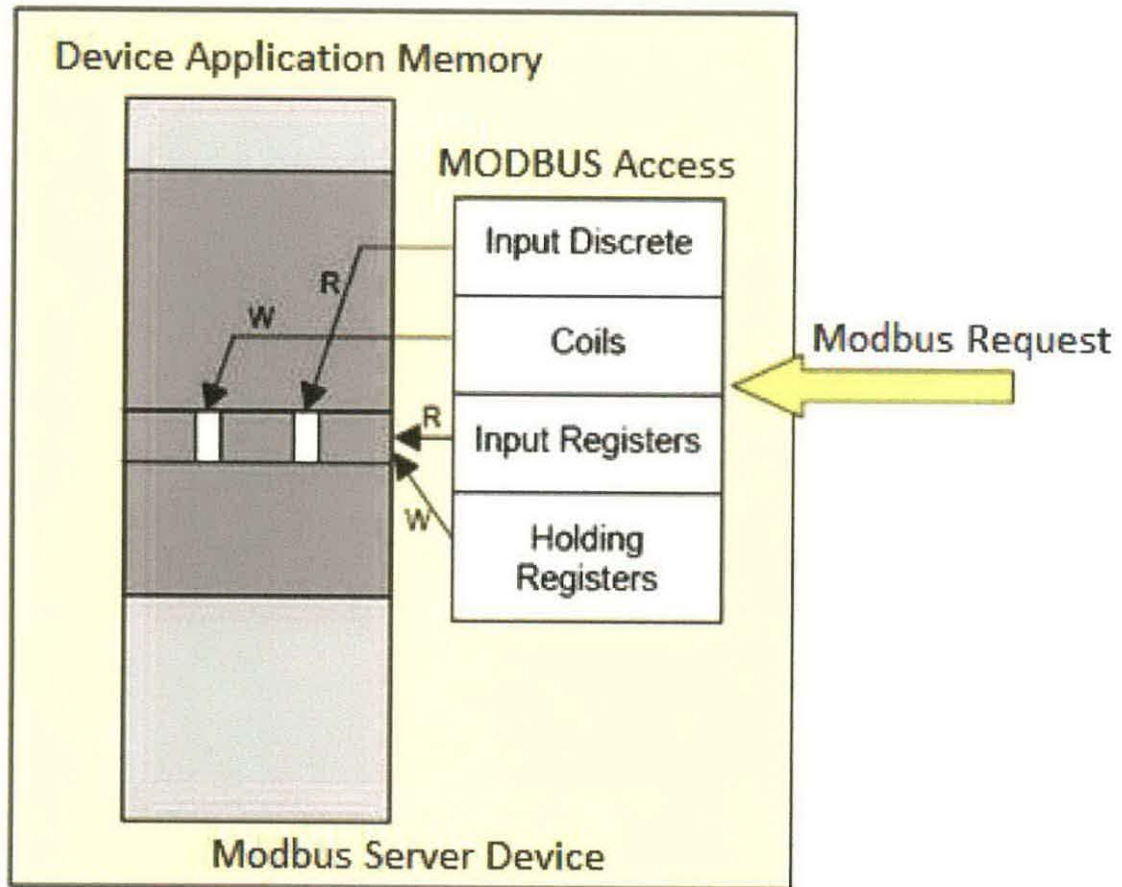 Device Application Memory
MODBUS Access
Input Discrete
R
W
Coils
Modbus Request
R
Input Registers
W
Holding
Registers
Modbus Server Device